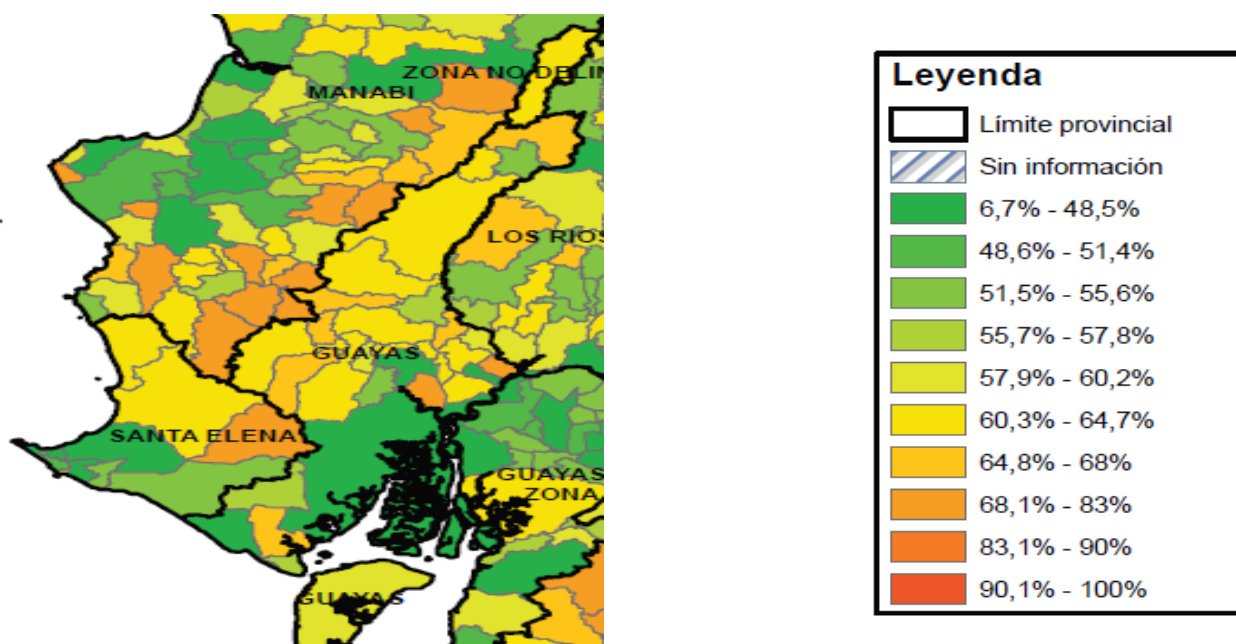 ZONA NO DELIM
MANABI
LOS RIOS
GUAYAS
SANTA ELENA
GUAYAS
ZONA
GUAYAS
Leyenda
Límite provincial
Sin información
6,7% - 48,5%
48,6% - 51,4%
51,5% - 55,6%
55,7% - 57,8%
57,9% - 60,2%
60,3% - 64,7%
64,8% - 68%
68,1% - 83%
83,1% - 90%
90,1% - 100%